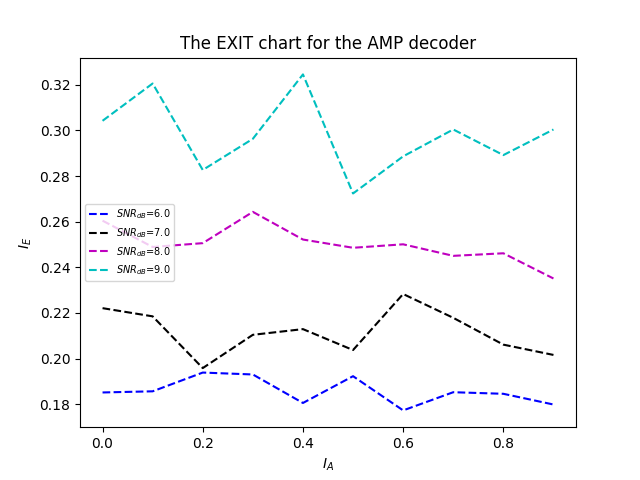 The EXIT chart for the AMP decoder
0.32
0.30
0.28
0.26
0.24
0.22
0.20
0.18
I_E
SNR_dB=6.0
SNR_dB=7.0
SNR_dB=8.0
SNR_dB=9.0
0.0 0.2 0.4 0.6 0.8
I_A